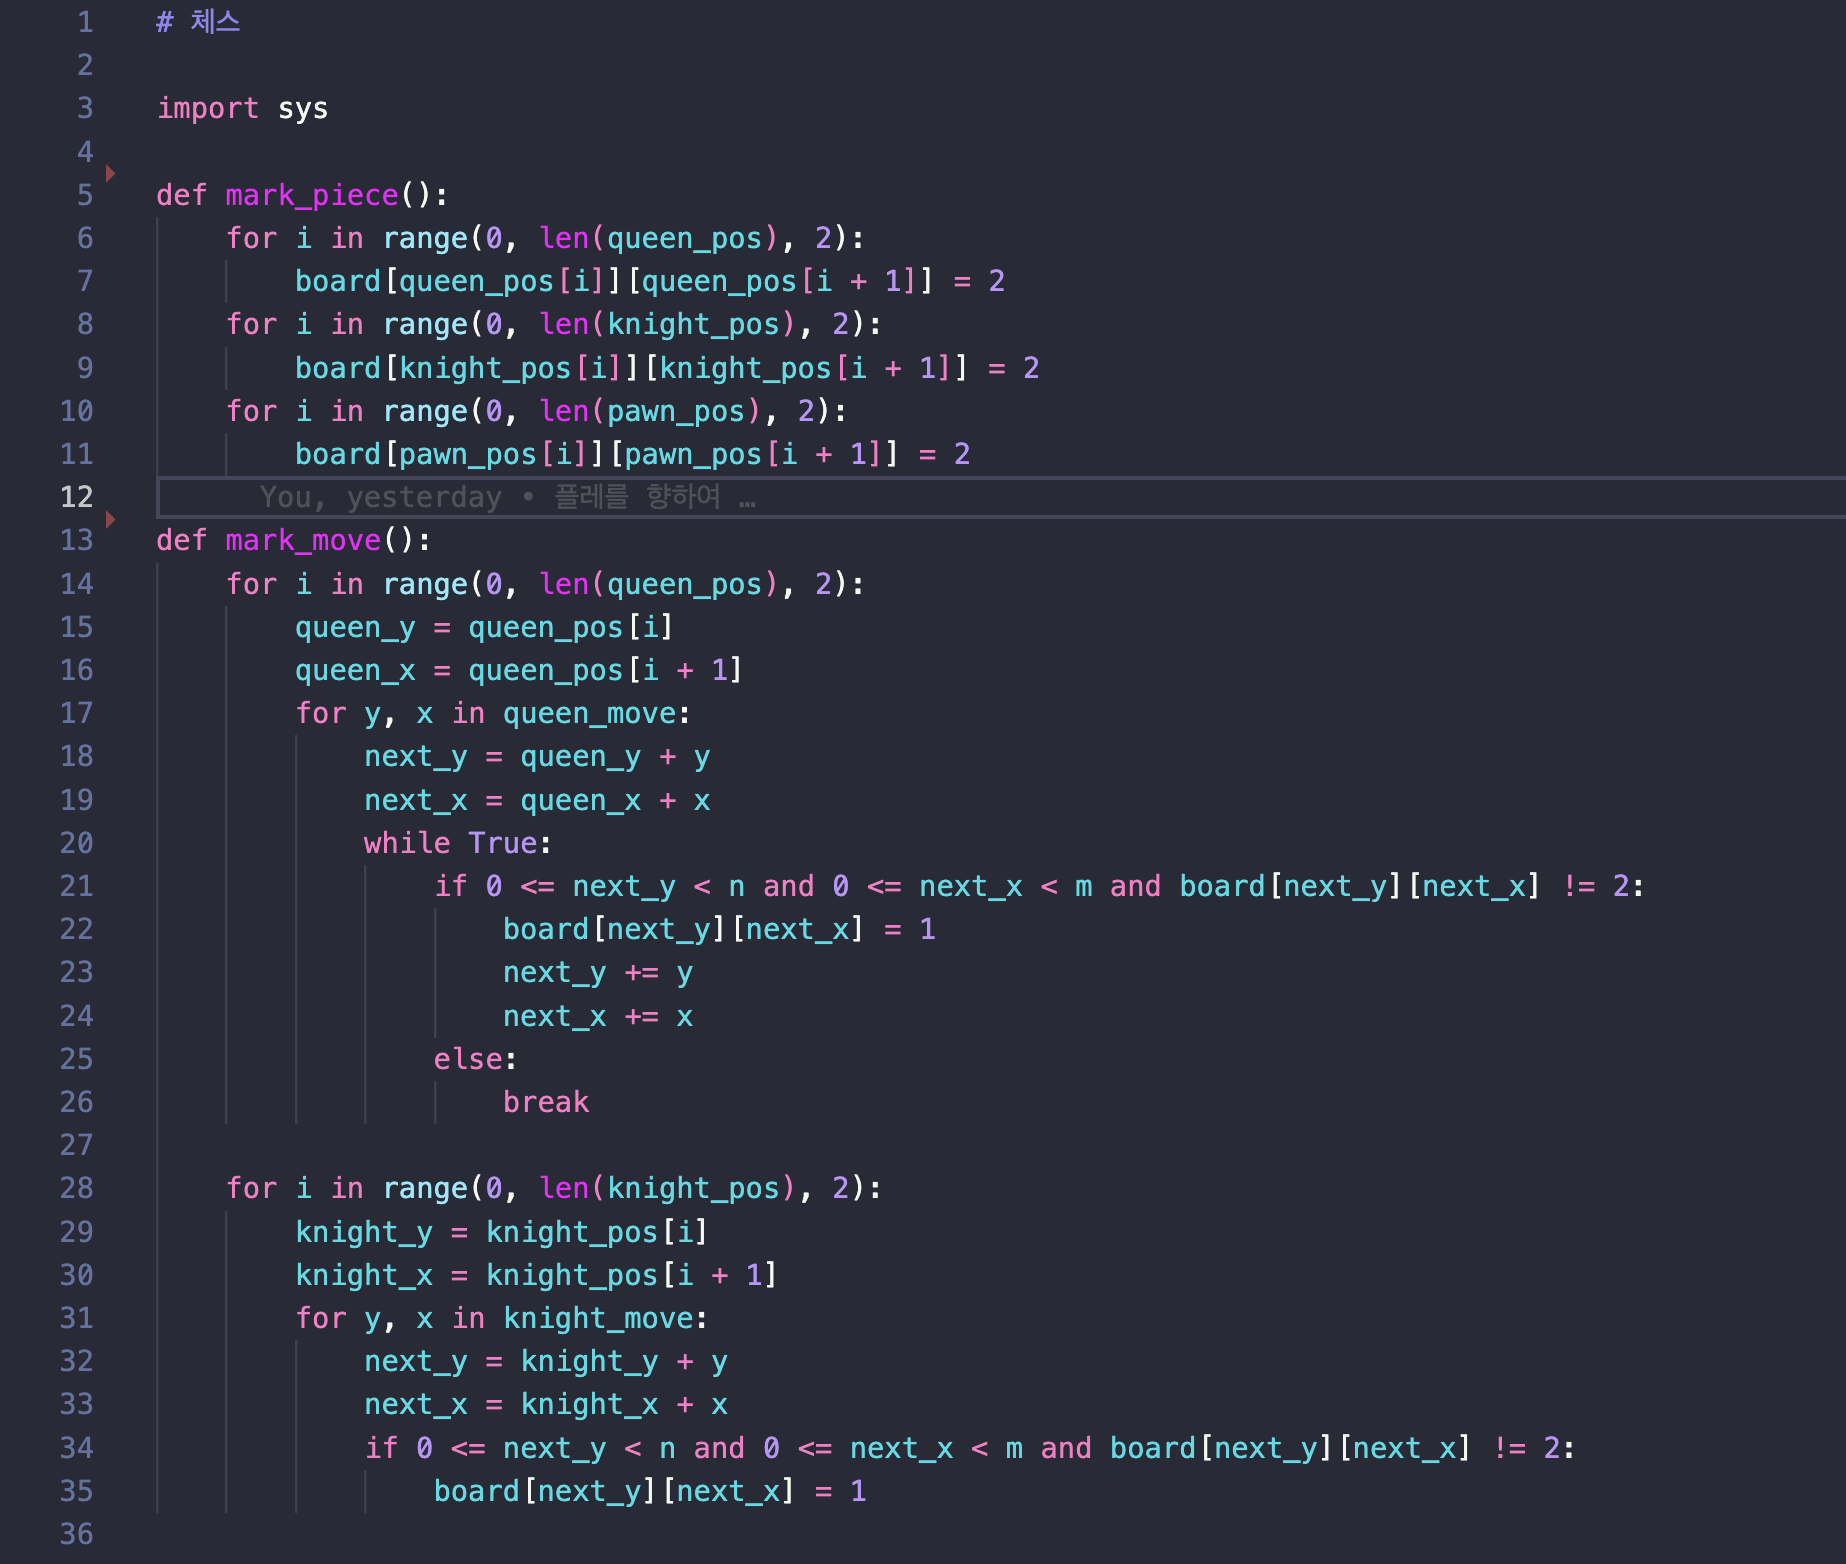 1 # 체스
2
3 import sys
4
5 def mark_piece():
6     for i in range(0, len(queen_pos), 2):
7         board[queen_pos[i]][queen_pos[i + 1]] = 2
8     for i in range(0, len(knight_pos), 2):
9         board[knight_pos[i]][knight_pos[i + 1]] = 2
10     for i in range(0, len(pawn_pos), 2):
11         board[pawn_pos[i]][pawn_pos[i + 1]] = 2
12 You, yesterday • 플레를 향하여 …
13 def mark_move():
14     for i in range(0, len(queen_pos), 2):
15         queen_y = queen_pos[i]
16         queen_x = queen_pos[i + 1]
17         for y, x in queen_move:
18             next_y = queen_y + y
19             next_x = queen_x + x
20             while True:
21                 if 0 <= next_y < n and 0 <= next_x < m and board[next_y][next_x] != 2:
22                     board[next_y][next_x] = 1
23                     next_y += y
24                     next_x += x
25                 else:
26                     break
27
28     for i in range(0, len(knight_pos), 2):
29         knight_y = knight_pos[i]
30         knight_x = knight_pos[i + 1]
31         for y, x in knight_move:
32             next_y = knight_y + y
33             next_x = knight_x + x
34             if 0 <= next_y < n and 0 <= next_x < m and board[next_y][next_x] != 2:
35                 board[next_y][next_x] = 1
36